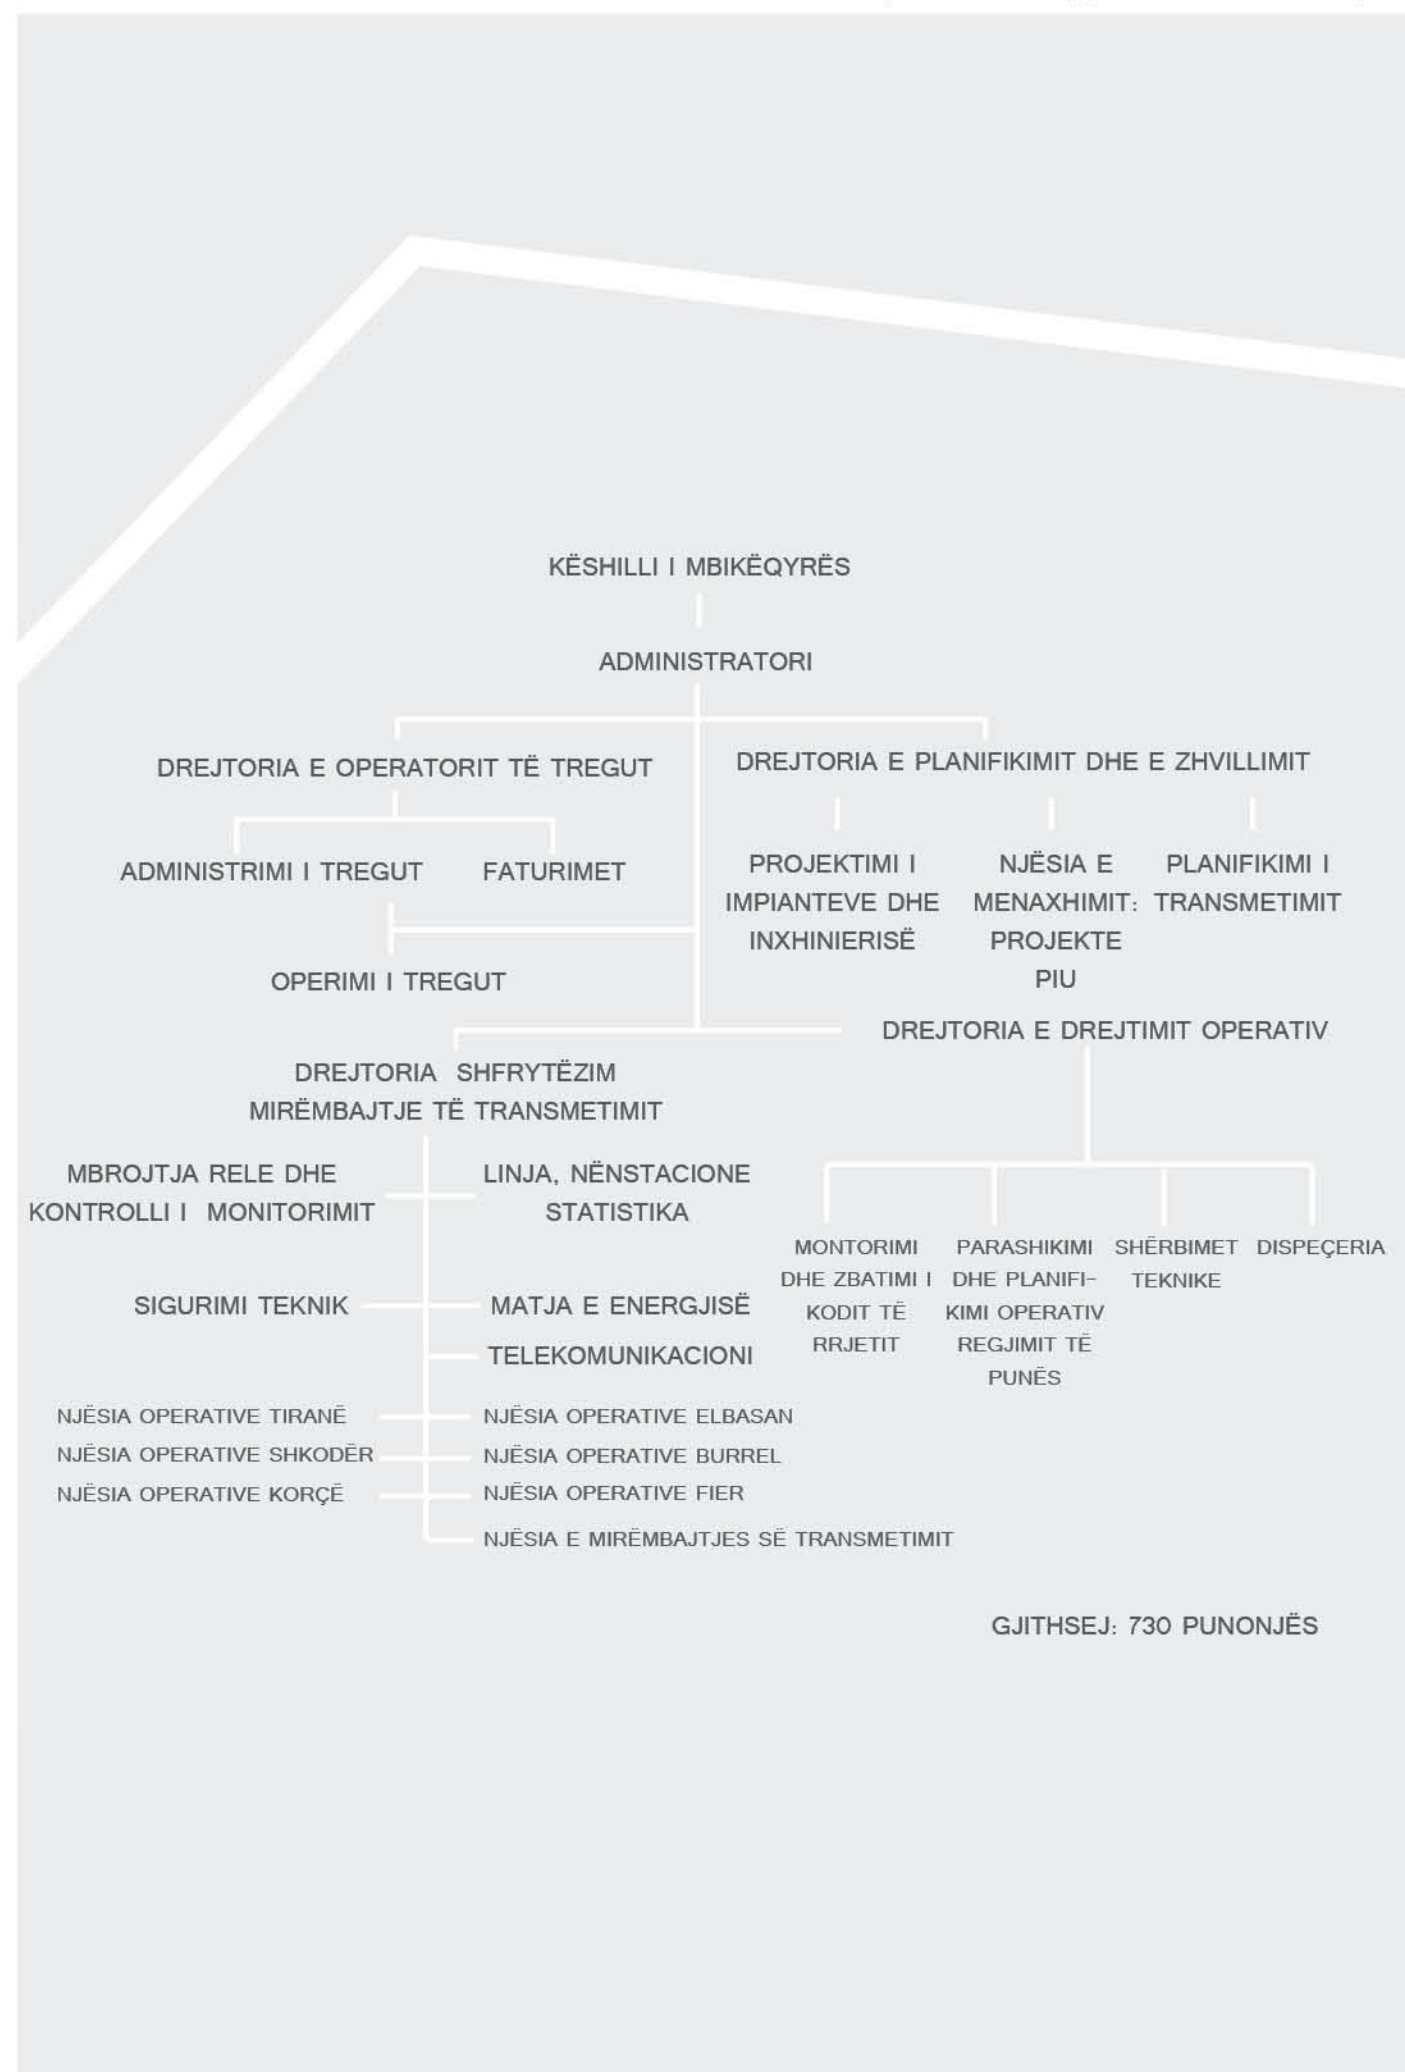 KËSHILLI I MBIKËQYRËS
ADMINISTRATORI
DREJTORIA E OPERATORIT TË TREGUT
DREJTORIA E PLANIFIKIMIT DHE E ZHVILLIMIT
ADMINISTRIMI I TREGUT
FATURIMET
PROJEKTIMI I
IMPIANTEVE DHE
INXHINIERISË
NJËSIA E
MENAXHIMIT:
PROJEKTE
PIU
PLANIFIKIMI I
TRANSMETIMIT
OPERIMI I TREGUT
DREJTORIA E DREJTIMIT OPERATIV
DREJTORIA SHFRYTËZIM
MIRËMBAJTJE TË TRANSMETIMIT
MBROJTJA RELE DHE
KONTROLLI I MONITORIMIT
LINJA, NËNSTACIONE
STATISTIKA
SIGURIMI TEKNIK
MATJA E ENERGJISË
TELEKOMUNIKACIONI
NJËSIA OPERATIVE TIRANË
NJËSIA OPERATIVE ELBASAN
NJËSIA OPERATIVE SHKODËR
NJËSIA OPERATIVE BURREL
NJËSIA OPERATIVE KORÇË
NJËSIA OPERATIVE FIER
NJËSIA E MIRËMBAJTJES SË TRANSMETIMIT
MONTORIMI
DHE ZBATIMI I
KODIT TË
RRJETIT
PARASHIKIMI
DHE PLANIFI-
KIMI OPERATIV
REGJIMIT TË
PUNËS
SHËRBIMET
TEKNIKE
DISPEÇERIA
GJITHSEJ: 730 PUNONJËS